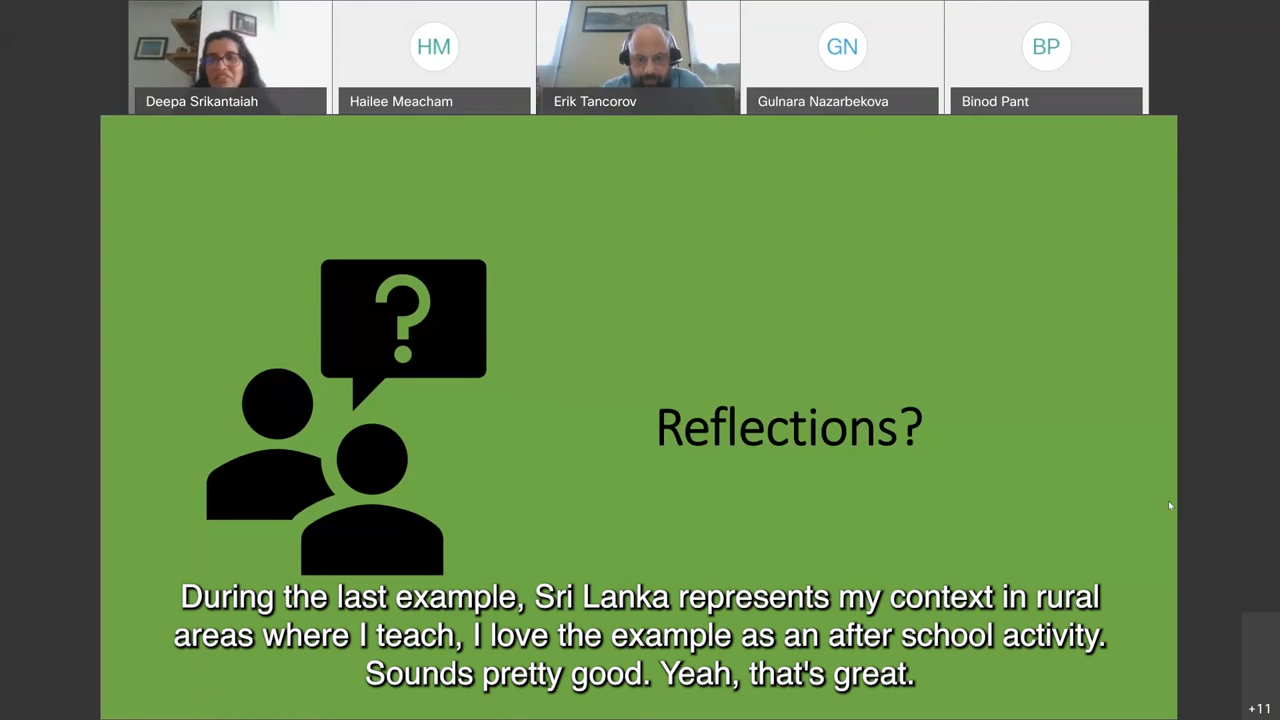 HM
GN
BP
Deepa Srikantaiah
Hailee Meacham
Erik Tancorov
Gulnara Nazarbekova
Binod Pant
?
Reflections?
During the last example, Sri Lanka represents my context in rural
areas where I teach, I love the example as an after school activity.
Sounds pretty good. Yeah, that's great.
+11